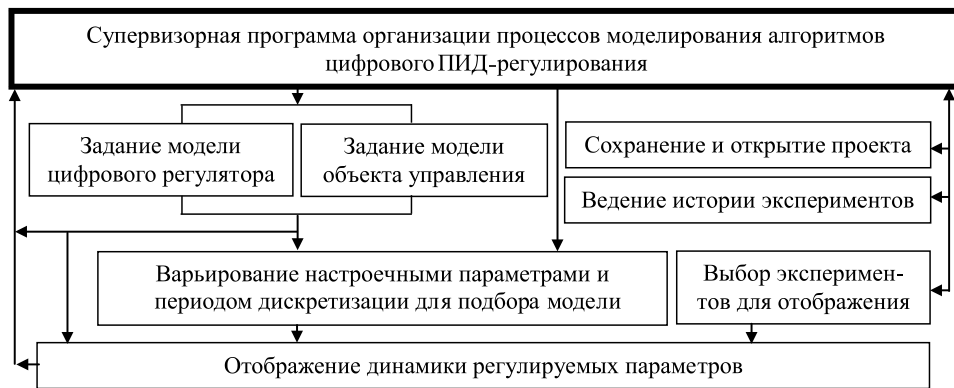 Супервизорная программа организации процессов моделирования алгоритмов
цифрового ПИД-регулирования
Задание модели
цифрового регулятора
Задание модели
объекта управления
Сохранение и открытие проекта
Ведение истории экспериментов
Варьирование настроечными параметрами и
периодом дискретизации для подбора модели
Выбор эксперимен-
тов для отображения
Отображение динамики регулируемых параметров